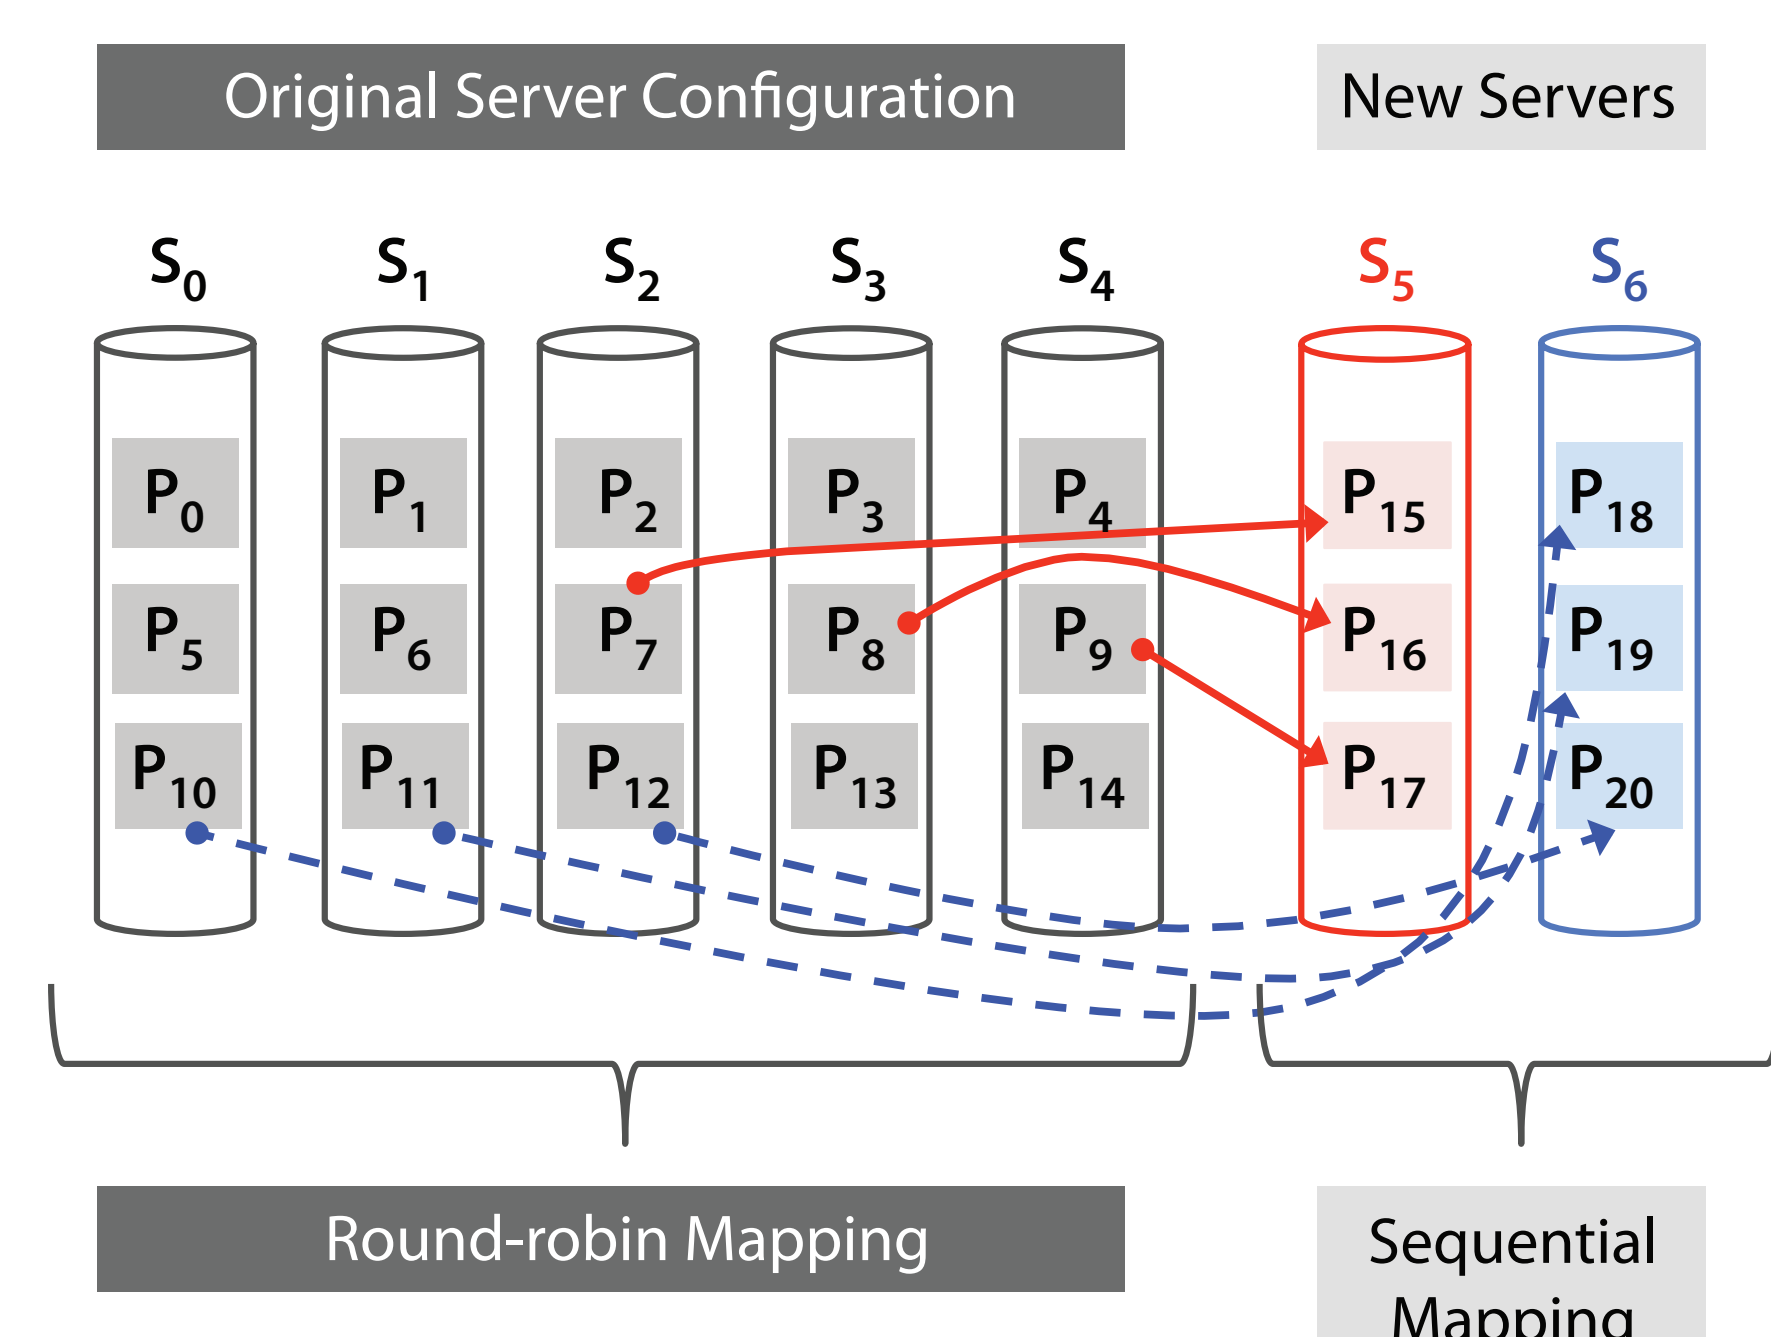 Original Server Configuration New Servers
S0 S1 S2 S3 S4 S5 S6
P0 P1 P2 P3 P4 P15 P18
P5 P6 P7 P8 P9 P16 P19
P10 P11 P12 P13 P14 P17 P20
Round-robin Mapping
Sequential
Mapping